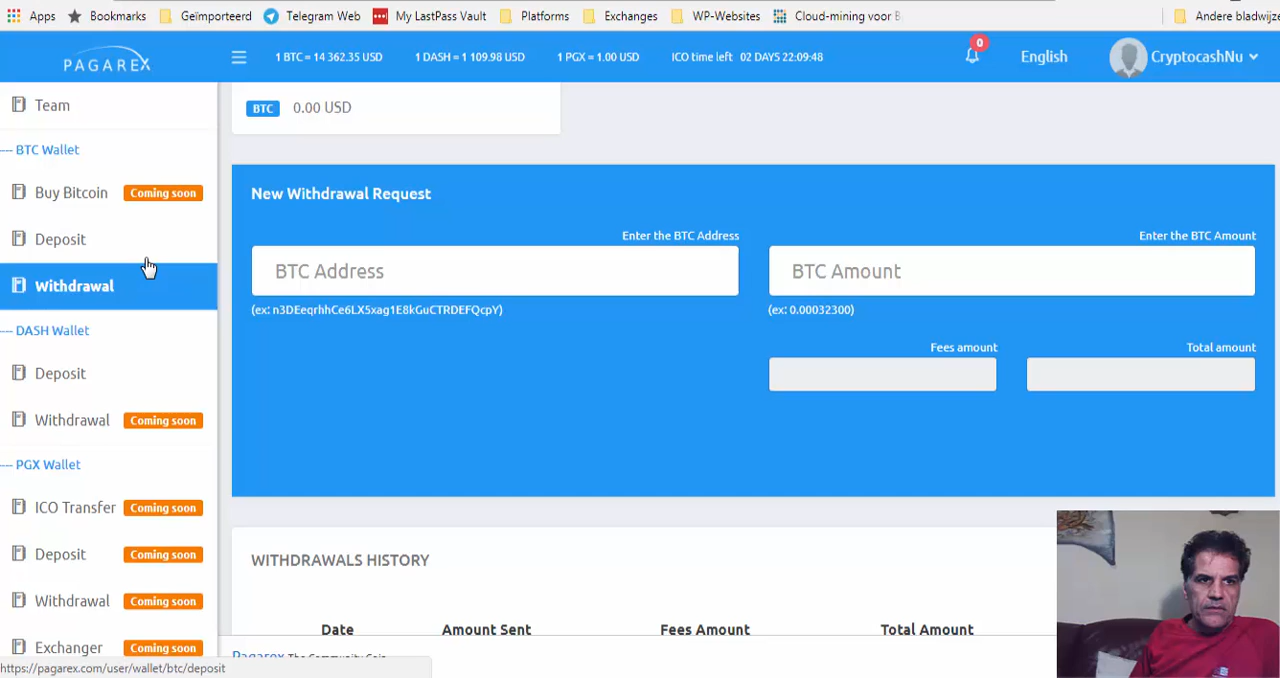 Apps Bookmarks Geïmporteerd Telegram Web My LastPass Vault Platforms Exchanges WP-Websites Cloud-mining voor B Andere bladwijze
PAGAREX 1 BTC = 14 362.35 USD 1 DASH = 1 109.98 USD 1 PGX = 1.00 USD ICO time left 02 DAYS 22:09:48 0 English CryptocashNu
Team
BTC 0.00 USD
---- BTC Wallet
Buy Bitcoin Coming soon
Deposit
Withdrawal
---- DASH Wallet
Deposit
Withdrawal Coming soon
---- PGX Wallet
ICO Transfer Coming soon
Deposit Coming soon
Withdrawal Coming soon
Exchanger Coming soon
New Withdrawal Request
Enter the BTC Address Enter the BTC Amount
BTC Address BTC Amount
(ex: n3DEeqrhhCe6LX5xag1E8kGuCTRDEFQcpY) (ex: 0.00032300)
Fees amount Total amount
WITHDRAWALS HISTORY
Date Amount Sent Fees Amount Total Amount
Pagarex The Community Coin
https://pagarex.com/user/wallet/btc/deposit